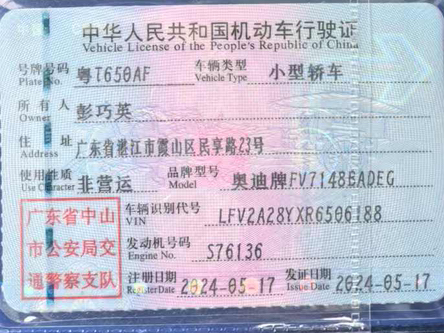 中华人民共和国机动车行驶证
Vehicle License of the People's Republic of China
号牌号码 粤T650AF 车辆类型 小型轿车
Plate No. Vehicle Type
所有人 彭巧英
Owner
住址 广东省湛江市霞山区民享路23号
Address
使用性质 非营运 品牌型号 奥迪牌FV7148BADEG
Use Character Model
广东省中山
市公安局交
通警察支队
车辆识别代号 LFV2A28YXR6506188
VIN
发动机号码 S76136
Engine No.
注册日期 2024-05-17 发证日期 2024-05-17
Register Date Issue Date